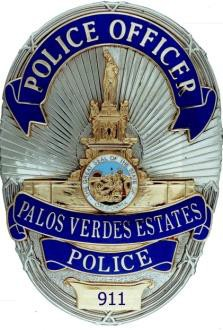 POLICE OFFICER
PALOS VERDES ESTATES
POLICE
911